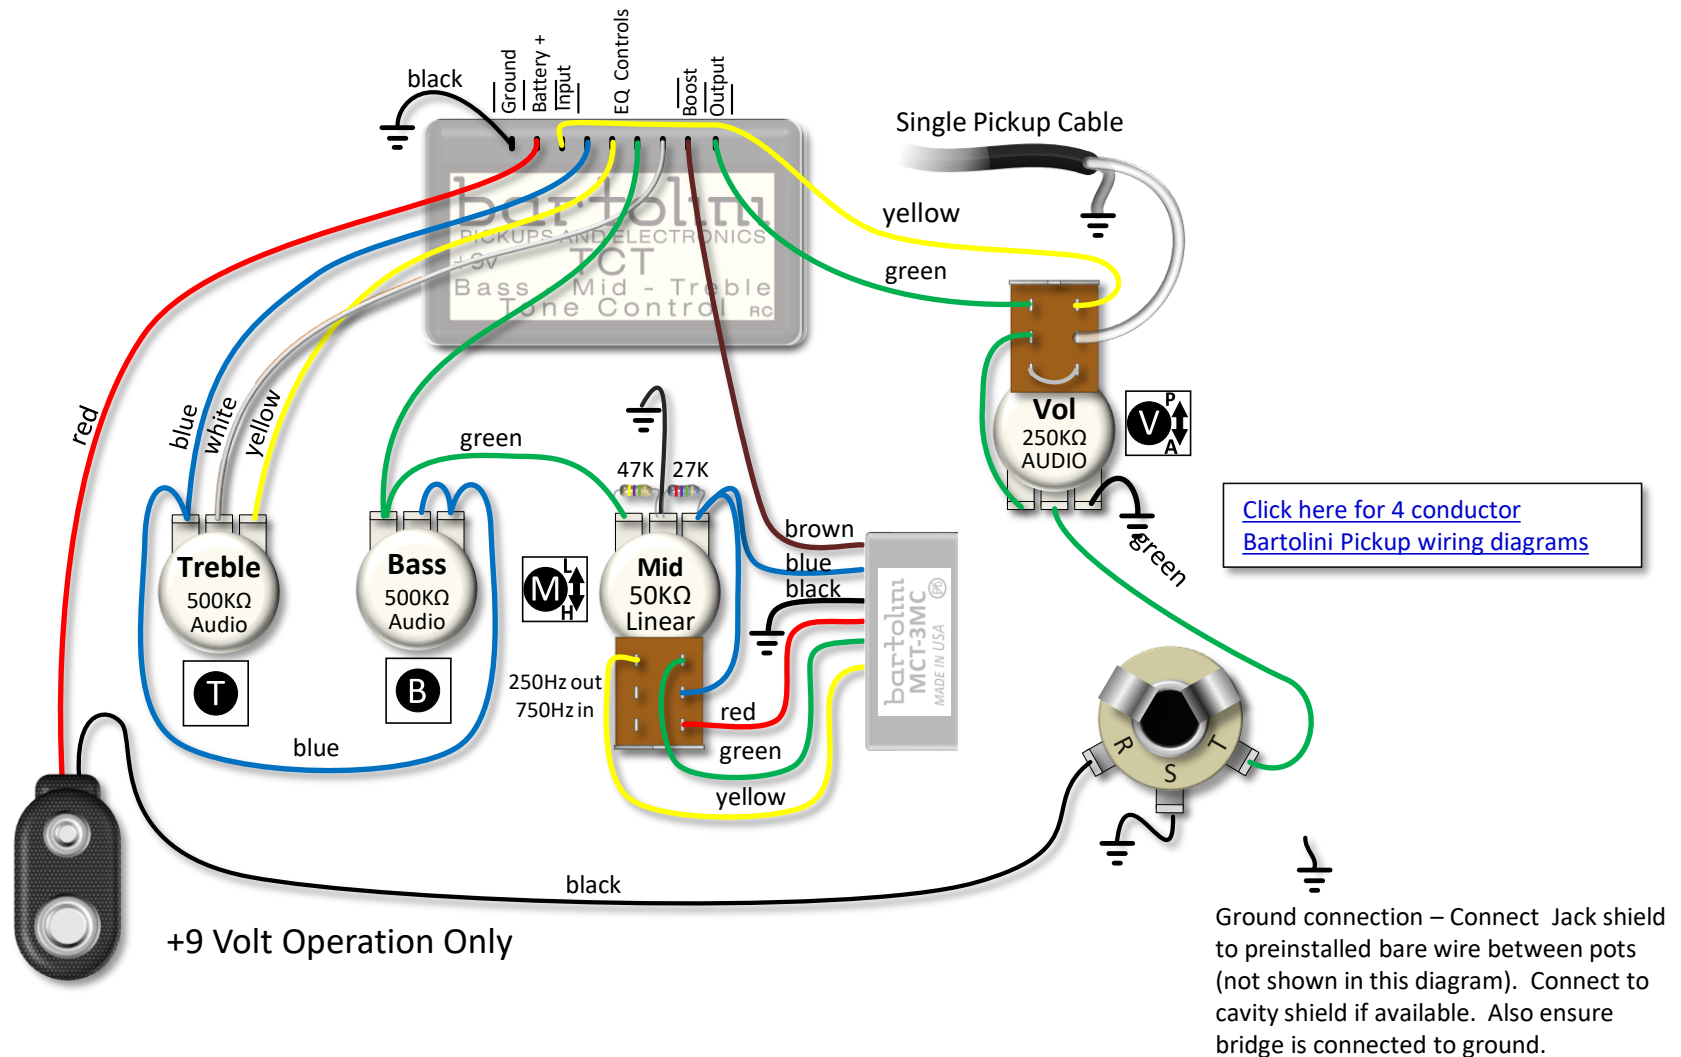 Ground
Battery +
Input
EQ Controls
Boost
Output
black
bartolini
PICKUPS AND ELECTRONICS
+9v TCT
Bass Mid - Treble
Tone Control RC
Single Pickup Cable
yellow
green
red
blue
white
yellow
green
47K 27K
Vol
250KΩ
AUDIO
V
P
A
Click here for 4 conductor
Bartolini Pickup wiring diagrams
brown
blue
black
green
Treble
500KΩ
Audio
Bass
500KΩ
Audio
M
L
H
Mid
50KΩ
Linear
bartolini
MCT-3MC
MADE IN USA
Pb
T
B
250Hz out
750Hz in
red
green
yellow
blue
R
S
T
black
+9 Volt Operation Only
Ground connection – Connect Jack shield
to preinstalled bare wire between pots
(not shown in this diagram). Connect to
cavity shield if available. Also ensure
bridge is connected to ground.